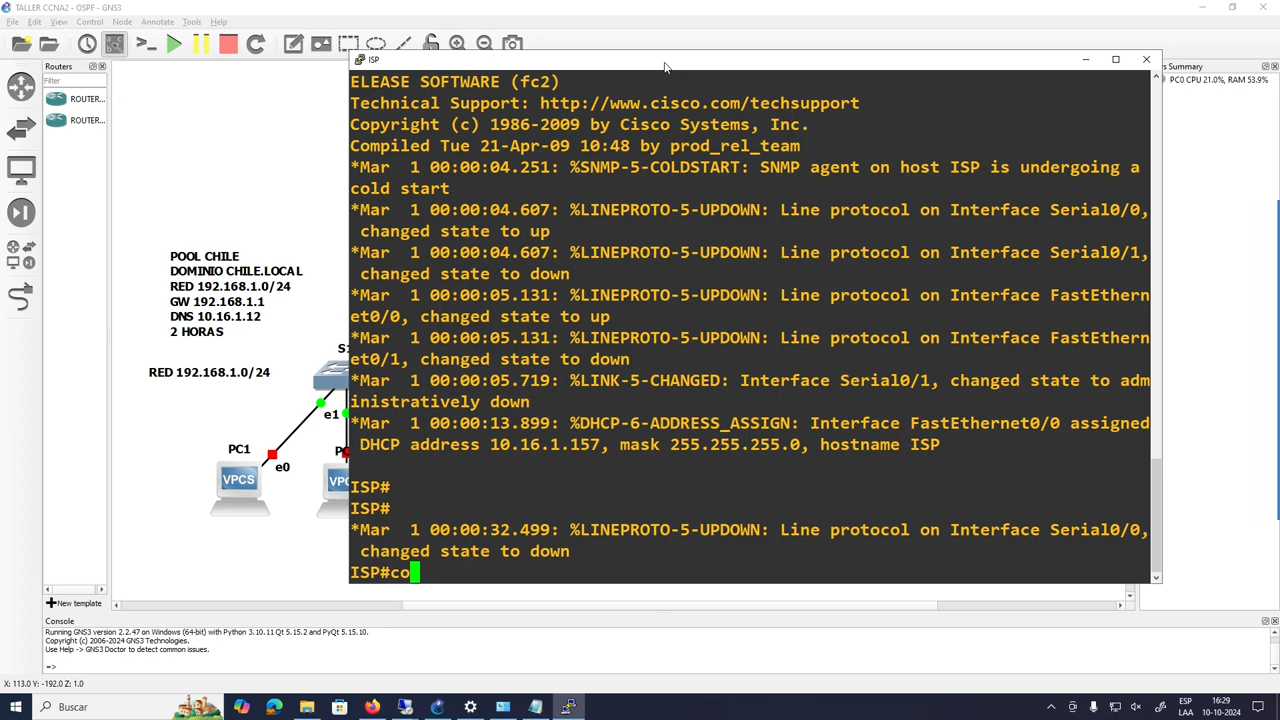 TALLER CCNA2 - OSPF - GNS3
File Edit View Control Node Annotate Tools Help
Routers
Filter
ROUTER...
ROUTER...
New template
ISP
ELEASE SOFTWARE (fc2)
Technical Support: http://www.cisco.com/techsupport
Copyright (c) 1986-2009 by Cisco Systems, Inc.
Compiled Tue 21-Apr-09 10:48 by prod_rel_team
*Mar  1 00:00:04.251: %SNMP-5-COLDSTART: SNMP agent on host ISP is undergoing a
cold start
*Mar  1 00:00:04.607: %LINEPROTO-5-UPDOWN: Line protocol on Interface Serial0/0,
changed state to up
*Mar  1 00:00:04.607: %LINEPROTO-5-UPDOWN: Line protocol on Interface Serial0/1,
changed state to down
*Mar  1 00:00:05.131: %LINEPROTO-5-UPDOWN: Line protocol on Interface FastEthern
et0/0, changed state to up
*Mar  1 00:00:05.131: %LINEPROTO-5-UPDOWN: Line protocol on Interface FastEthern
et0/1, changed state to down
*Mar  1 00:00:05.719: %LINK-5-CHANGED: Interface Serial0/1, changed state to adm
inistratively down
*Mar  1 00:00:13.899: %DHCP-6-ADDRESS_ASSIGN: Interface FastEthernet0/0 assigned
DHCP address 10.16.1.157, mask 255.255.255.0, hostname ISP
ISP#
ISP#
*Mar  1 00:00:32.499: %LINEPROTO-5-UPDOWN: Line protocol on Interface Serial0/0,
changed state to down
ISP#co
s Summary
PC0 CPU 21.0%, RAM 53.9%
POOL CHILE
DOMINIO CHILE.LOCAL
RED 192.168.1.0/24
GW 192.168.1.1
DNS 10.16.1.12
2 HORAS
RED 192.168.1.0/24
S1
e1
PC1
e0
VPCS
P
VPC
Console
Running GNS3 version 2.2.47 on Windows (64-bit) with Python 3.10.11 Qt 5.15.2 and PyQt 5.15.10.
Copyright (c) 2006-2024 GNS3 Technologies.
Use Help -> GNS3 Doctor to detect common issues.
=>
X: 113.0 Y: -192.0 Z: 1.0
Buscar
ESP
LAA
16:29
10-10-2024